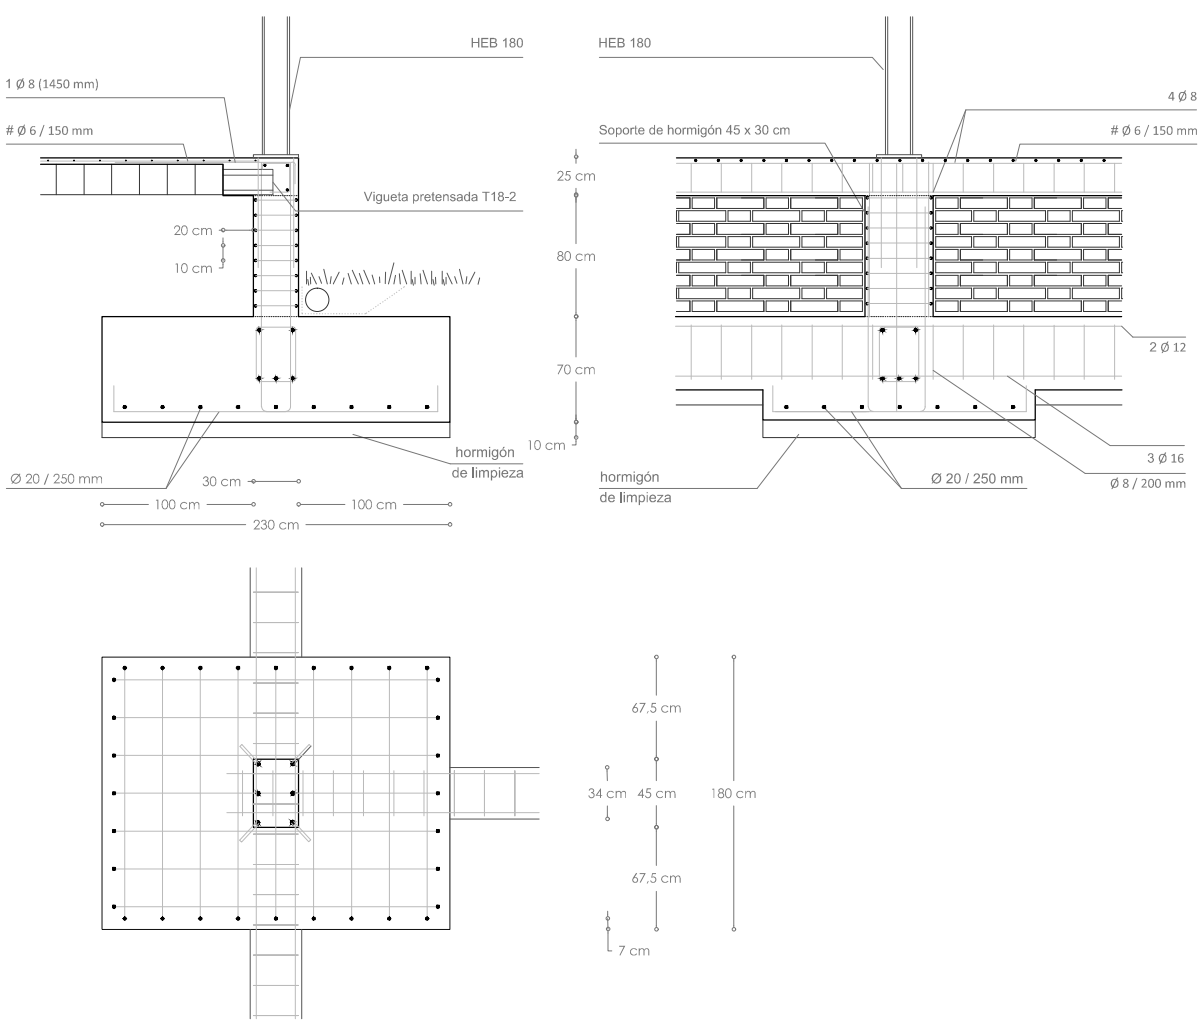 HEB 180
1 Ø 8 (1450 mm)
# Ø 6 / 150 mm
Vigueta pretensada T18-2
20 cm
10 cm
hormigón
de limpieza
Ø 20 / 250 mm
30 cm
100 cm
100 cm
230 cm
25 cm
80 cm
70 cm
10 cm
HEB 180
4 Ø 8
Soporte de hormigón 45 x 30 cm
# Ø 6 / 150 mm
2 Ø 12
3 Ø 16
hormigón
de limpieza
Ø 20 / 250 mm
Ø 8 / 200 mm
67,5 cm
34 cm
45 cm
180 cm
67,5 cm
7 cm